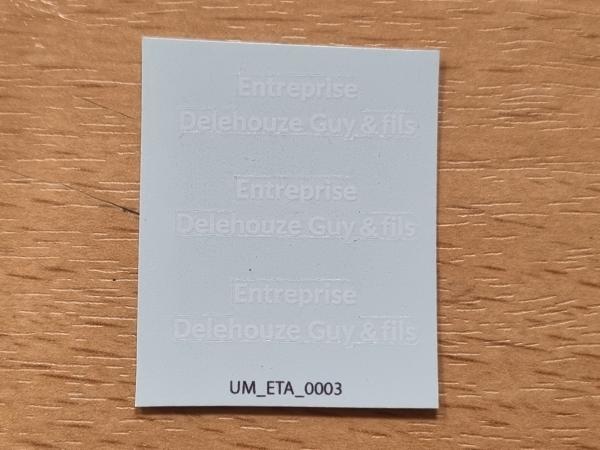 Entreprise
Delehouze Guy & fils
Entreprise
Delehouze Guy & fils
Entreprise
Delehouze Guy & fils
UM_ETA_0003